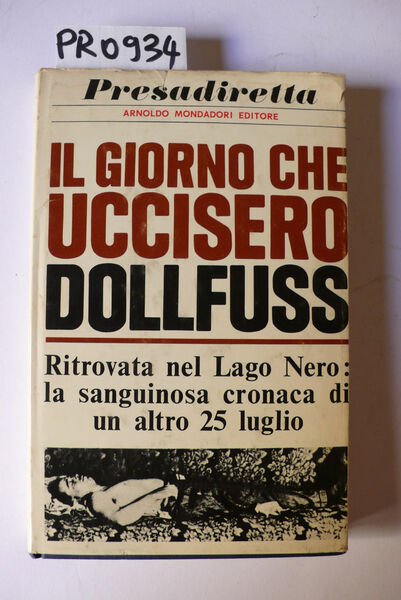 PR0934
Presadiretta
ARNOLDO MONDADORI EDITORE
IL GIORNO CHE
UCCISERO
DOLLFUSS
Ritrovata nel Lago Nero:
la sanguinosa cronaca di
un altro 25 luglio